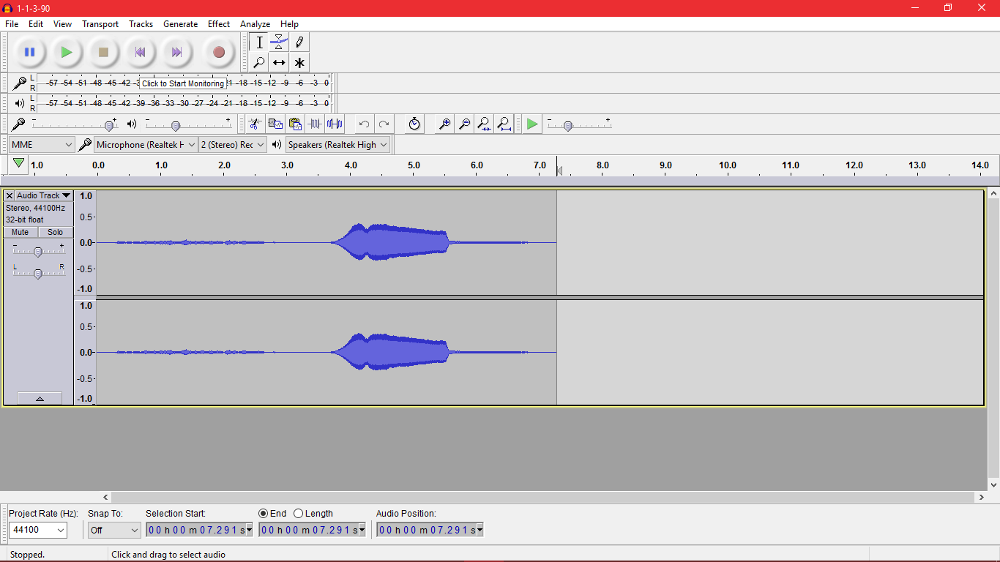 1-1-3-90
File Edit View Transport Tracks Generate Effect Analyze Help
L
R
-57 -54 -51 -48 -45 -42 -18 -15 -12 -9 -6 -3 0
Click to Start Monitoring
L
R
-57 -54 -51 -48 -45 -42 -39 -36 -33 -30 -27 -24 -21 -18 -15 -12 -9 -6 -3 0
MME Microphone (Realtek H 2 (Stereo) Rec Speakers (Realtek High
1.0 0.0 1.0 2.0 3.0 4.0 5.0 6.0 7.0 8.0 9.0 10.0 11.0 12.0 13.0 14.0
Audio Track 1.0
Stereo, 44100Hz
32-bit float 0.5
Mute Solo
- + 0.0
L R -0.5
-1.0
1.0
0.5
0.0
-0.5
-1.0
Project Rate (Hz): Snap To: Selection Start: End Length Audio Position:
44100 Off 00 h 00 m 07.291 s 00 h 00 m 07.291 s 00 h 00 m 07.291 s
Stopped. Click and drag to select audio